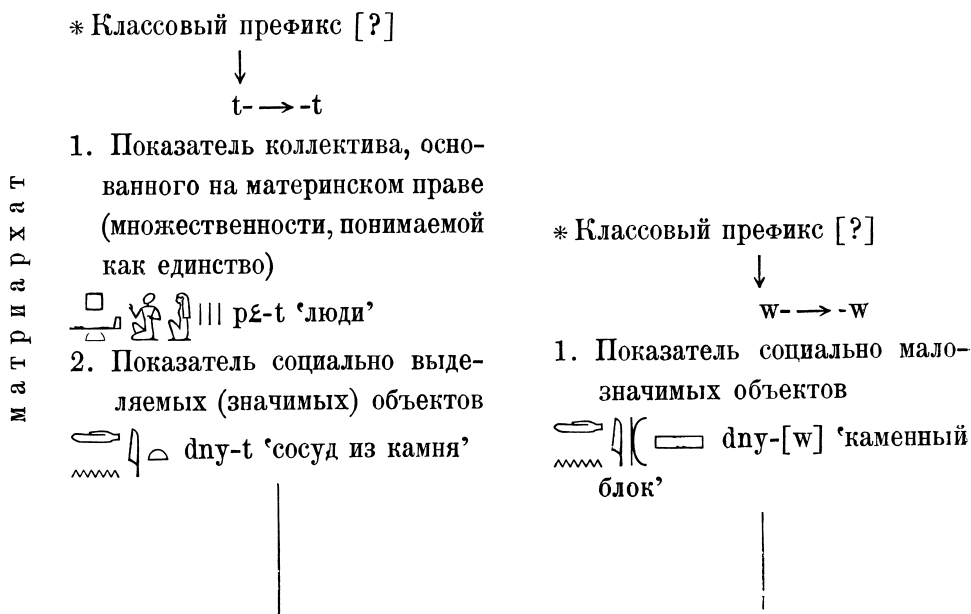 матриархат
* Классовый префикс [?]
↓
t- → -t
1. Показатель коллектива, осно-
ванного на материнском праве
(множественности, понимаемой
как единство)
pꜥ-t ‘люди’
2. Показатель социально выде-
ляемых (значимых) объектов
dny-t ‘сосуд из камня’
* Классовый префикс [?]
↓
w- → -w
1. Показатель социально мало-
значимых объектов
dny-[w] ‘каменный
блок’